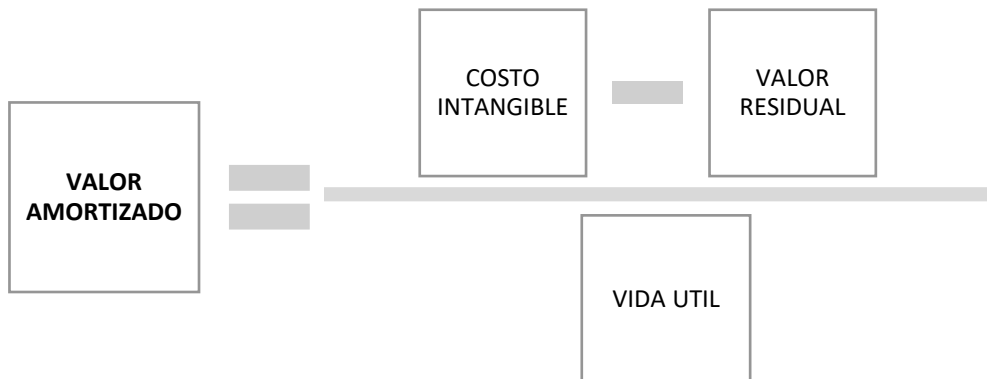 VALOR
AMORTIZADO
COSTO
INTANGIBLE
VALOR
RESIDUAL
VIDA UTIL